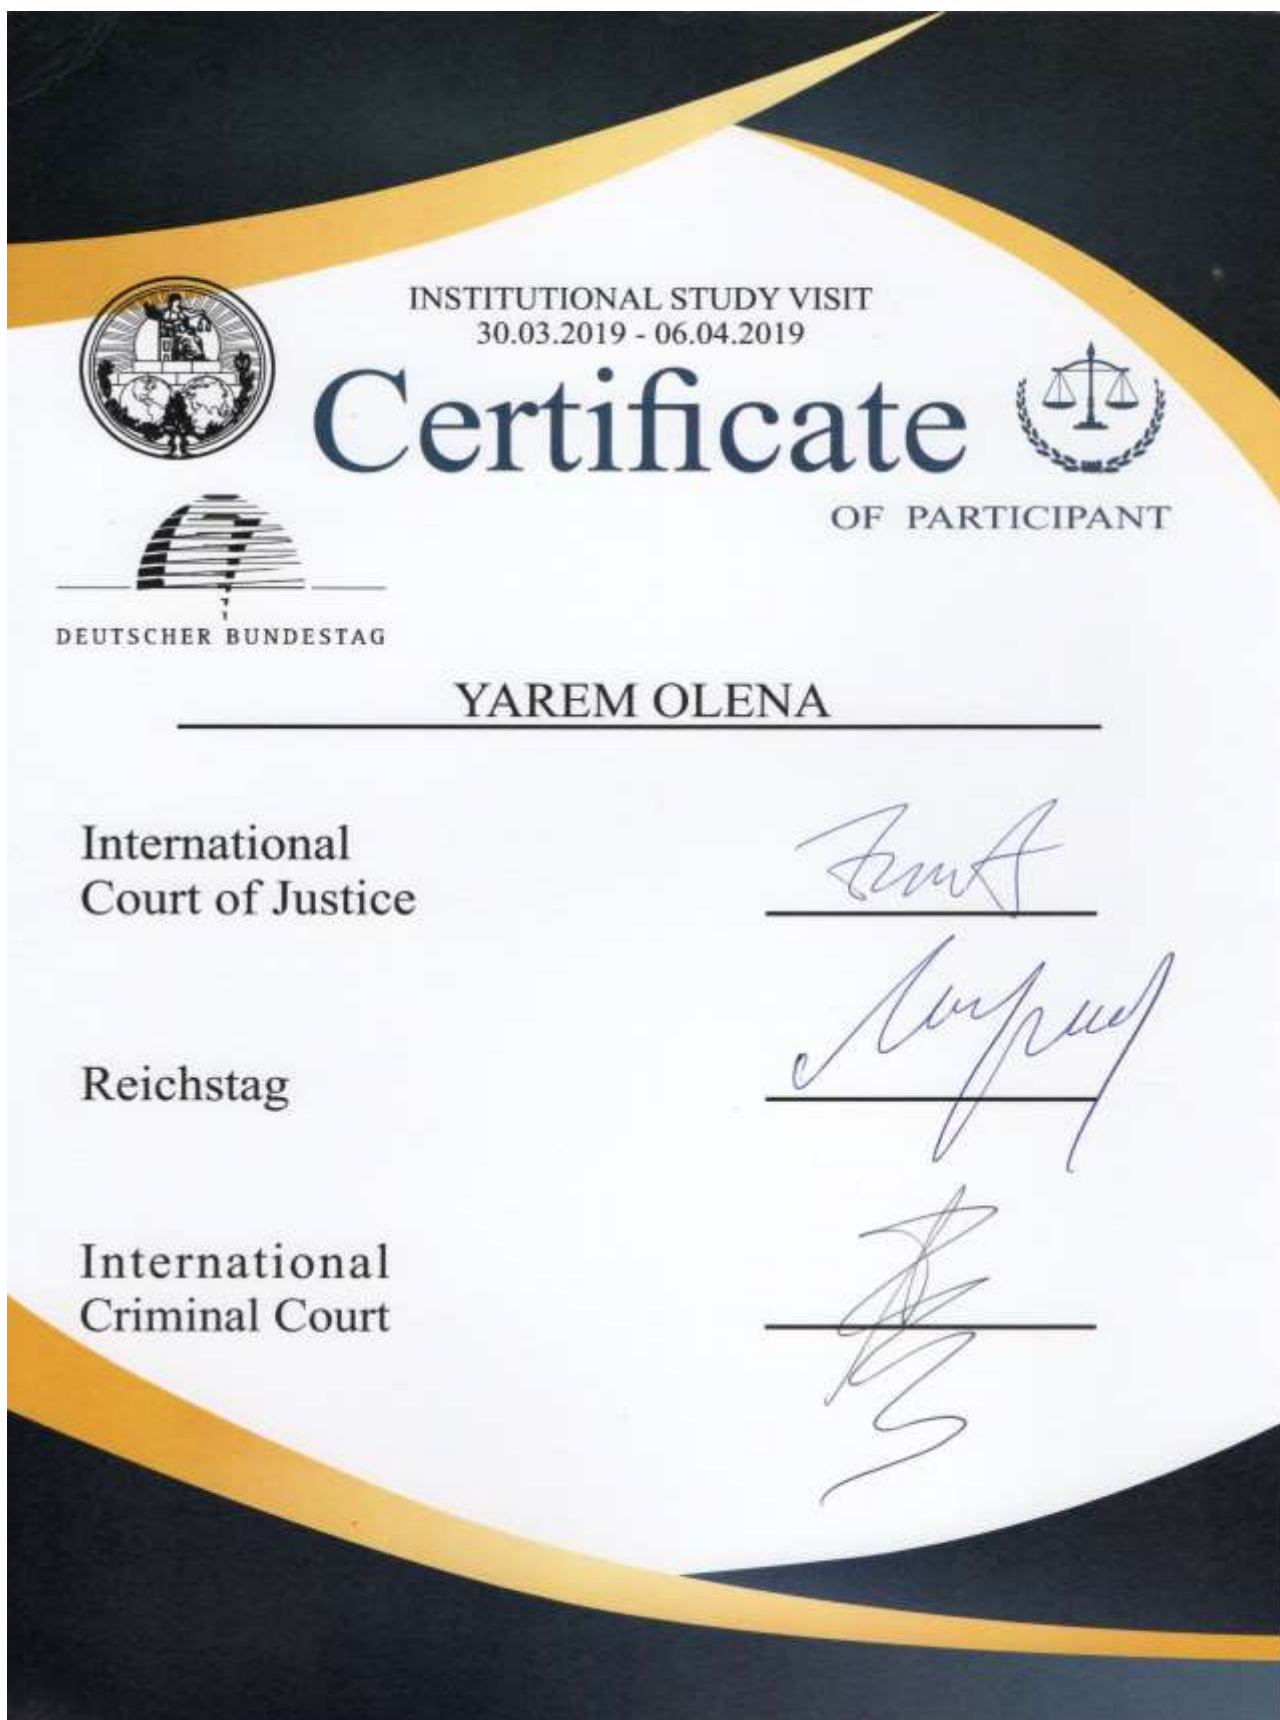 INSTITUTIONAL STUDY VISIT
30.03.2019 - 06.04.2019
Certificate
OF PARTICIPANT
DEUTSCHER BUNDESTAG
YAREM OLENA
International
Court of Justice
Reichstag
International
Criminal Court